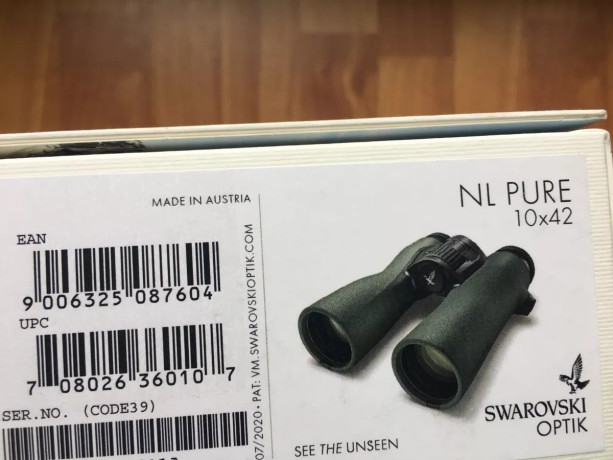 MADE IN AUSTRIA
EAN
9 006325 087604
UPC
7 08026 36010 7
SER.NO. (CODE39)
07/2020 • PAT: VM.SWAROVSKIOPTIK.COM
NL PURE
10x42
SWAROVSKI
OPTIK
SEE THE UNSEEN